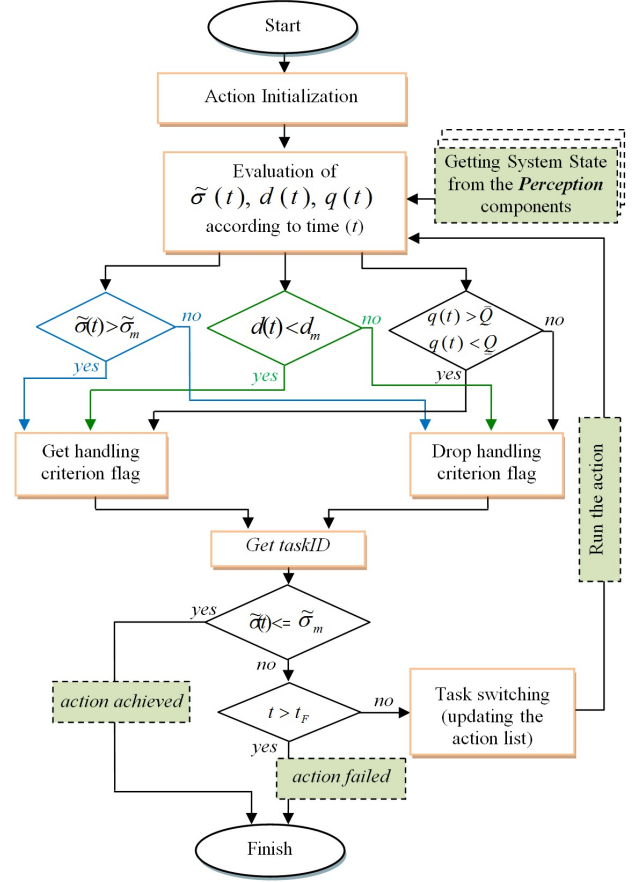 Start
Action Initialization
Evaluation of
σ̃ (t), d (t), q (t)
according to time (t)
Getting System State
from the Perception
components
σ̃(t)>σ̃ₘ
no
yes
d(t)<dₘ
no
yes
q(t)>Q̄
q(t)<Q̲
no
yes
Get handling
criterion flag
Drop handling
criterion flag
Run the action
Get taskID
yes
σ̃(t)<= σ̃ₘ
no
action achieved
t > t_F
no
yes
Task switching
(updating the
action list)
action failed
Finish